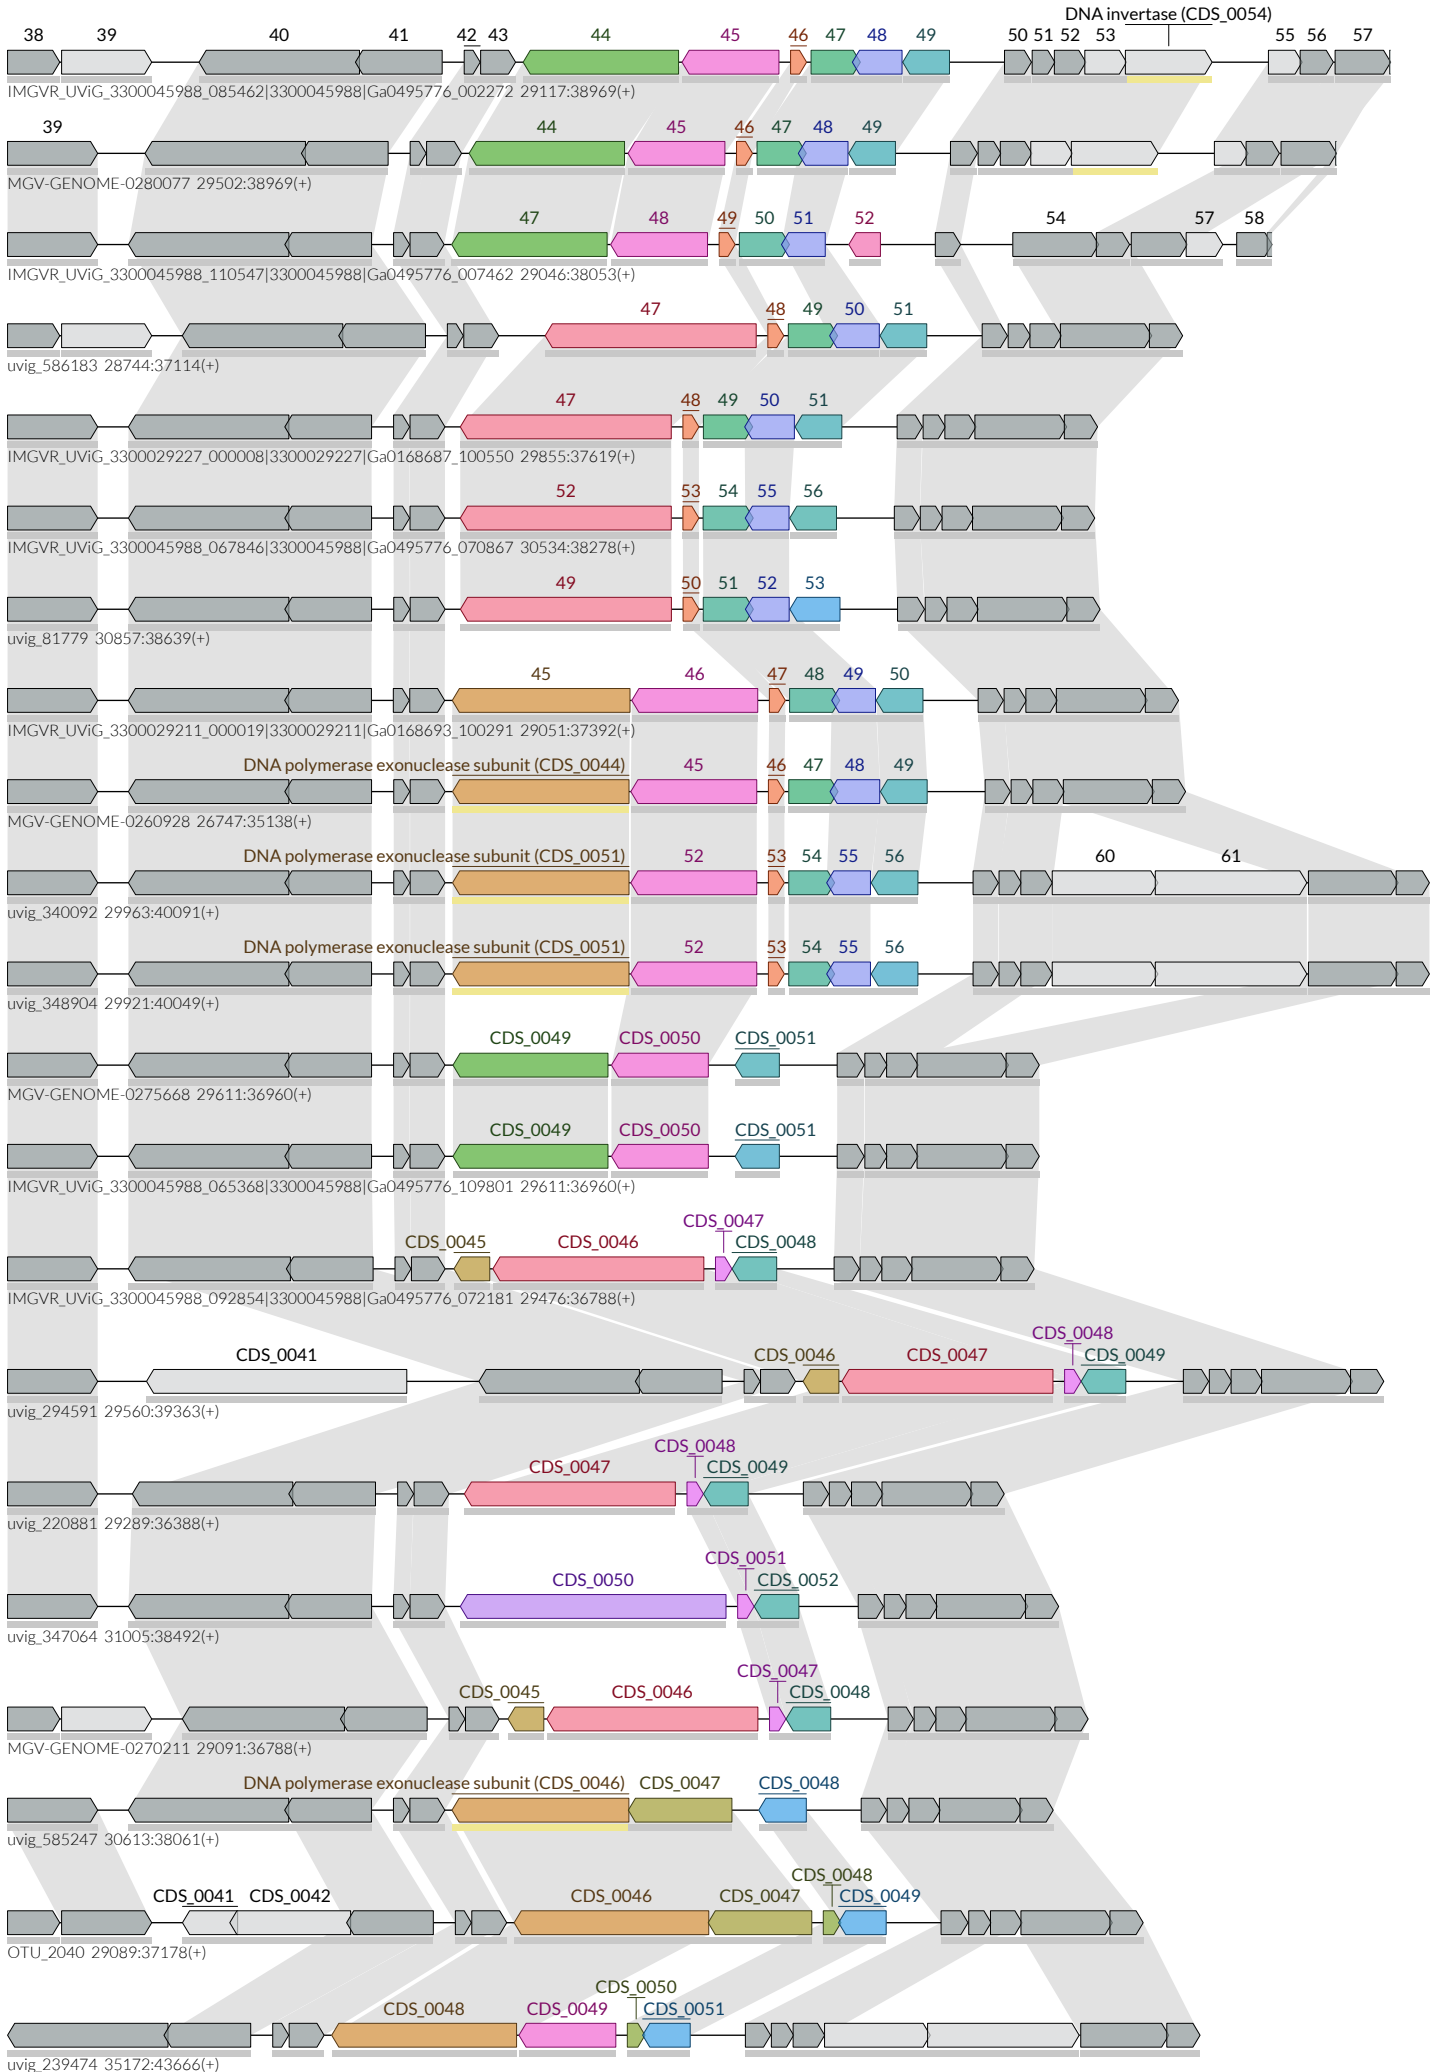 DNA invertase (CDS_0054)
38 39 40 41 42 43 44 45 46 47 48 49 50 51 52 53 55 56 57
IMGVR_UViG_3300045988_085462|3300045988|Ga0495776_002272 29117:38969(+)
39 44 45 46 47 48 49
MGV-GENOME-0280077 29502:38969(+)
47 48 49 50 51 52 54 57 58
IMGVR_UViG_3300045988_110547|3300045988|Ga0495776_007462 29046:38053(+)
47 48 49 50 51
uvig_586183 28744:37114(+)
47 48 49 50 51
IMGVR_UViG_3300029227_000008|3300029227|Ga0168687_100550 29855:37619(+)
52 53 54 55 56
IMGVR_UViG_3300045988_067846|3300045988|Ga0495776_070867 30534:38278(+)
49 50 51 52 53
uvig_81779 30857:38639(+)
45 46 47 48 49 50
IMGVR_UViG_3300029211_000019|3300029211|Ga0168693_100291 29051:37392(+)
DNA polymerase exonuclease subunit (CDS_0044) 45 46 47 48 49
MGV-GENOME-0260928 26747:35138(+)
DNA polymerase exonuclease subunit (CDS_0051) 52 53 54 55 56 60 61
uvig_340092 29963:40091(+)
DNA polymerase exonuclease subunit (CDS_0051) 52 53 54 55 56
uvig_348904 29921:40049(+)
CDS_0049 CDS_0050 CDS_0051
MGV-GENOME-0275668 29611:36960(+)
CDS_0049 CDS_0050 CDS_0051
IMGVR_UViG_3300045988_065368|3300045988|Ga0495776_109801 29611:36960(+)
CDS_0047
CDS_0045 CDS_0046 CDS_0048
IMGVR_UViG_3300045988_092854|3300045988|Ga0495776_072181 29476:36788(+)
CDS_0048
CDS_0041 CDS_0046 CDS_0047 CDS_0049
uvig_294591 29560:39363(+)
CDS_0048
CDS_0047 CDS_0049
uvig_220881 29289:36388(+)
CDS_0051
CDS_0050 CDS_0052
uvig_347064 31005:38492(+)
CDS_0047
CDS_0045 CDS_0046 CDS_0048
MGV-GENOME-0270211 29091:36788(+)
DNA polymerase exonuclease subunit (CDS_0046) CDS_0047 CDS_0048
uvig_585247 30613:38061(+)
CDS_0048
CDS_0041 CDS_0042 CDS_0046 CDS_0047 CDS_0049
OTU_2040 29089:37178(+)
CDS_0050
CDS_0048 CDS_0049 CDS_0051
uvig_239474 35172:43666(+)